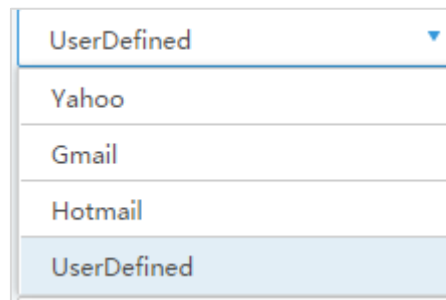 UserDefined
Yahoo
Gmail
Hotmail
UserDefined